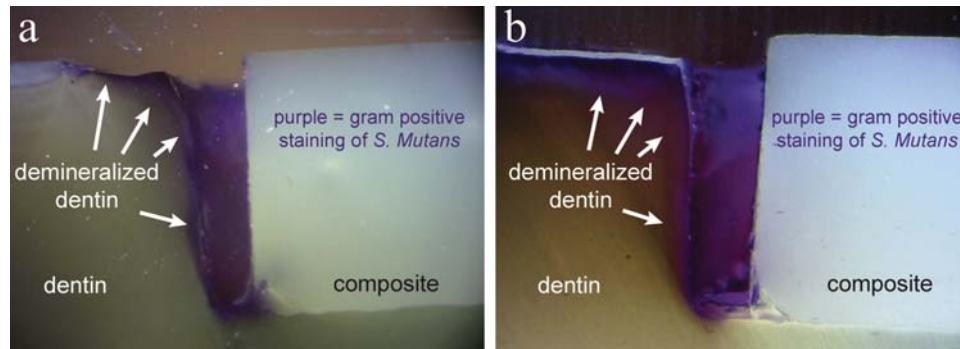 a
purple = gram positive
staining of S. Mutans
demineralized
dentin
dentin
composite
b
purple = gram positive
staining of S. Mutans
demineralized
dentin
dentin
composite